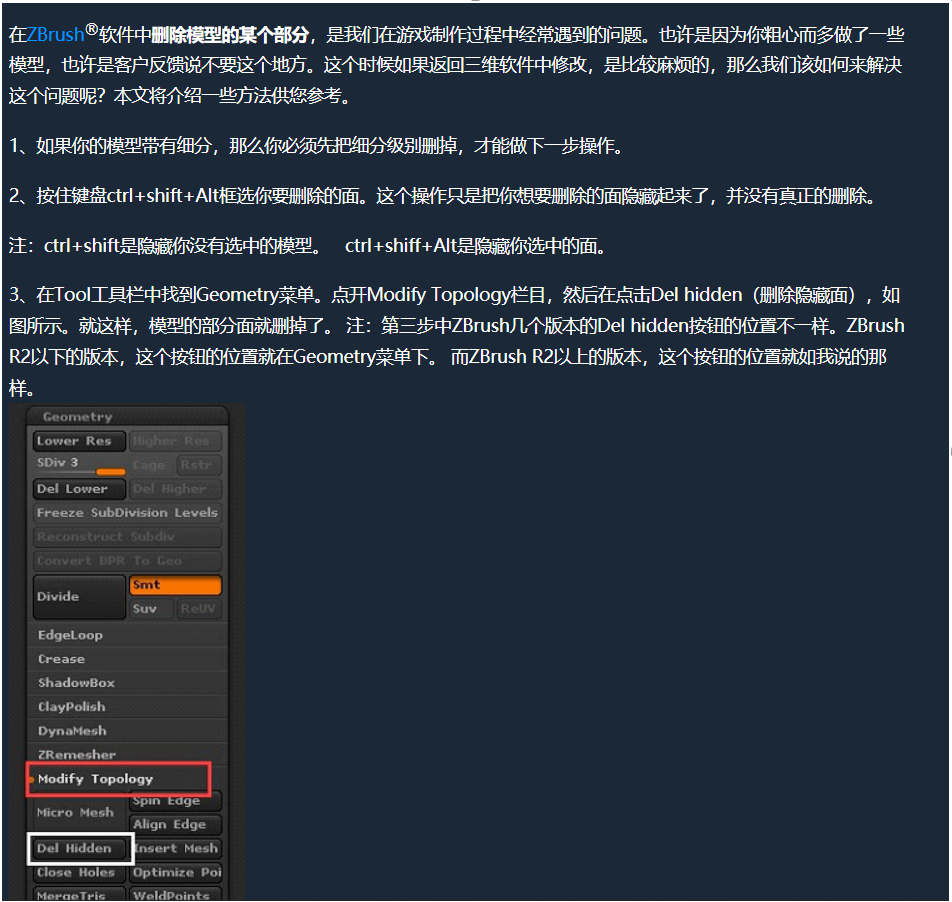 在ZBrush®软件中删除模型的某个部分，是我们在游戏制作过程中经常遇到的问题。也许是因为你粗心而多做了一些
模型，也许是客户反馈说不要这个地方。这个时候如果返回三维软件中修改，是比较麻烦的，那么我们该如何来解决
这个问题呢？本文将介绍一些方法供您参考。
1、如果你的模型带有细分，那么你必须先把细分级别删掉，才能做下一步操作。
2、按住键盘ctrl+shift+Alt框选你要删除的面。这个操作只是把你想要删除的面隐藏起来了，并没有真正的删除。
注：ctrl+shift是隐藏你没有选中的模型。 ctrl+shiff+Alt是隐藏你选中的面。
3、在Tool工具栏中找到Geometry菜单。点开Modify Topology栏目，然后在点击Del hidden（删除隐藏面），如
图所示。就这样，模型的部分面就删掉了。 注：第三步中ZBrush几个版本的Del hidden按钮的位置不一样。ZBrush
R2以下的版本，这个按钮的位置就在Geometry菜单下。 而ZBrush R2以上的版本，这个按钮的位置就如我说的那
样。
Geometry
Lower Res Higher Res
SDiv 3 Cage Rstr
Del Lower Del Higher
Freeze SubDivision Levels
Reconstruct Subdiv
Convert BPR To Geo
Divide Smt
Suv ReUV
EdgeLoop
Crease
ShadowBox
ClayPolish
DynaMesh
ZRemesher
Modify Topology
Micro Mesh Spin Edge
Align Edge
Del Hidden Insert Mesh
Close Holes Optimize Poi
MergeTris WeldPoints